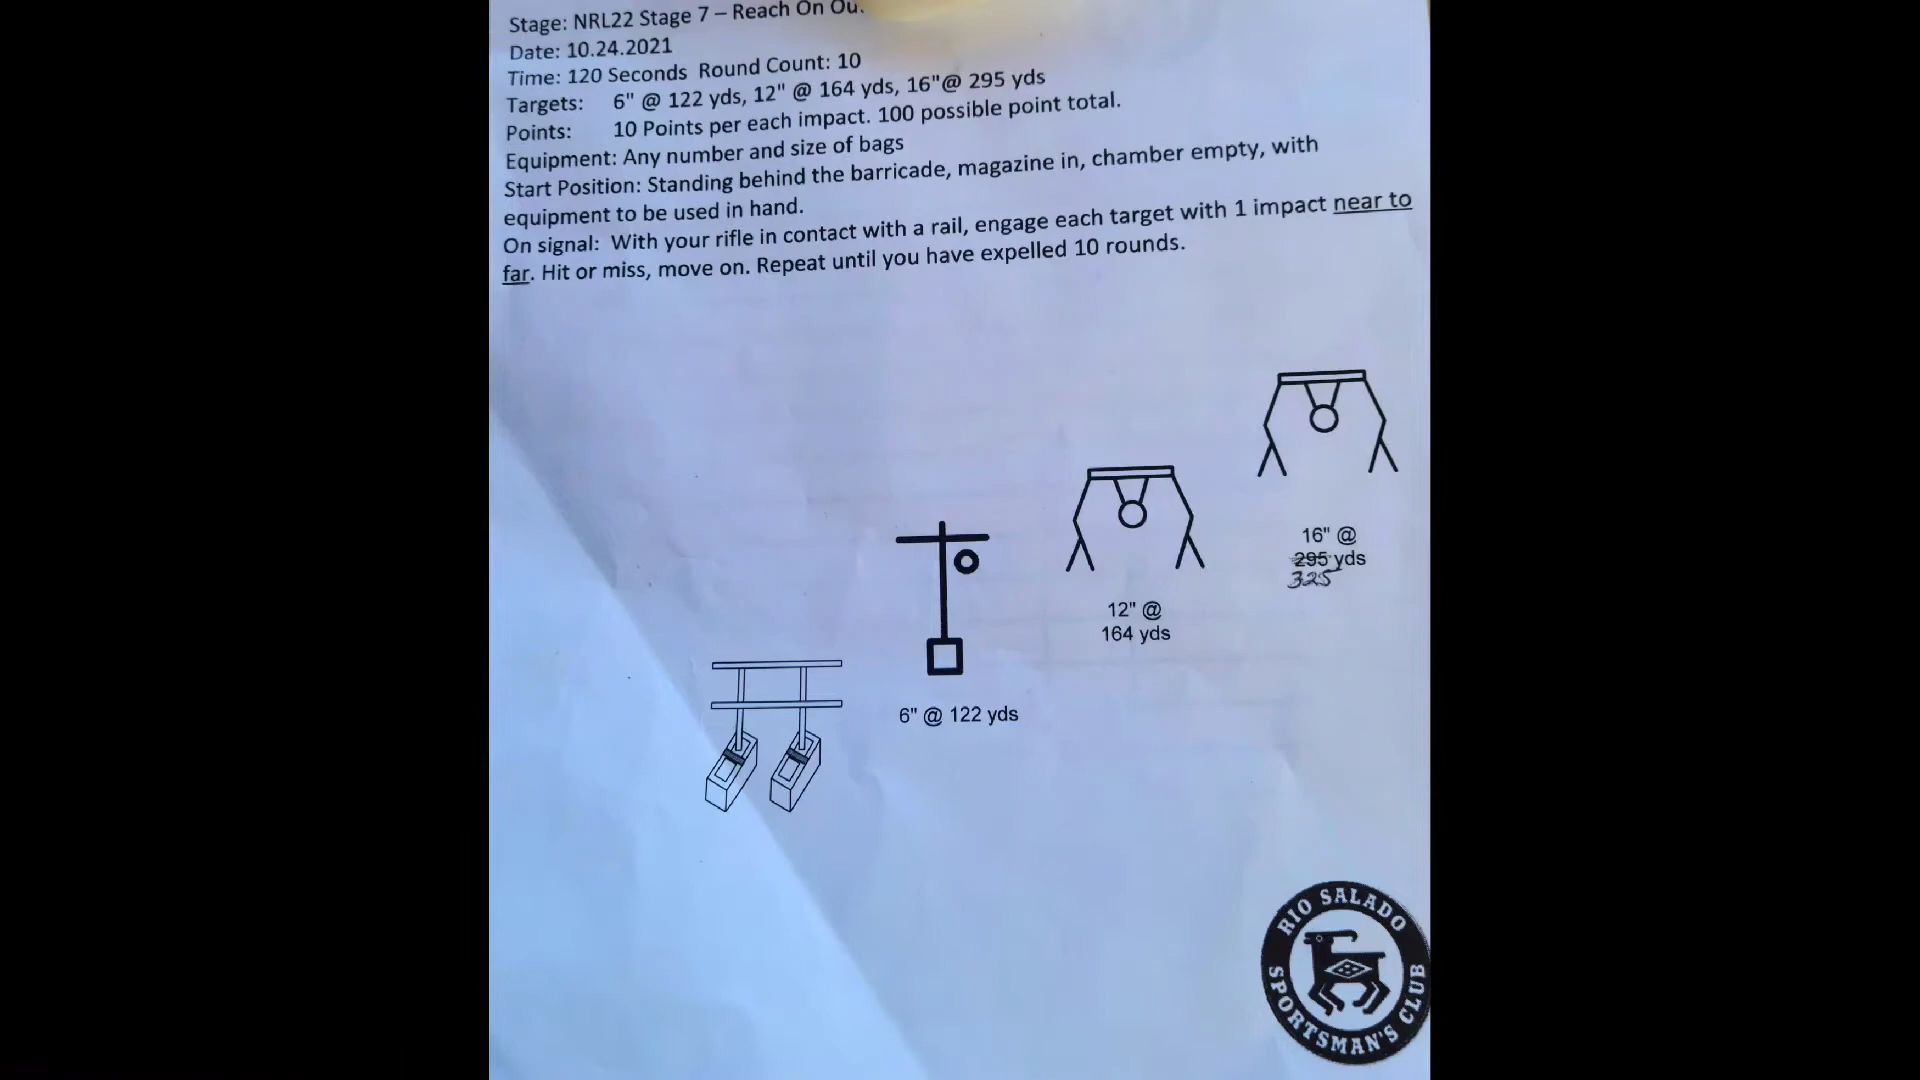 Stage: NRL22 Stage 7 – Reach On
Date: 10.24.2021
Time: 120 Seconds Round Count: 10
Targets: 6" @ 122 yds, 12" @ 164 yds, 16"@ 295 yds
Points: 10 Points per each impact. 100 possible point total.
Equipment: Any number and size of bags
Start Position: Standing behind the barricade, magazine in, chamber empty, with
equipment to be used in hand.
On signal: With your rifle in contact with a rail, engage each target with 1 impact near to
far. Hit or miss, move on. Repeat until you have expelled 10 rounds.
16" @
295 yds
325
12" @
164 yds
6" @ 122 yds
RIO SALADO
SPORTSMAN'S CLUB